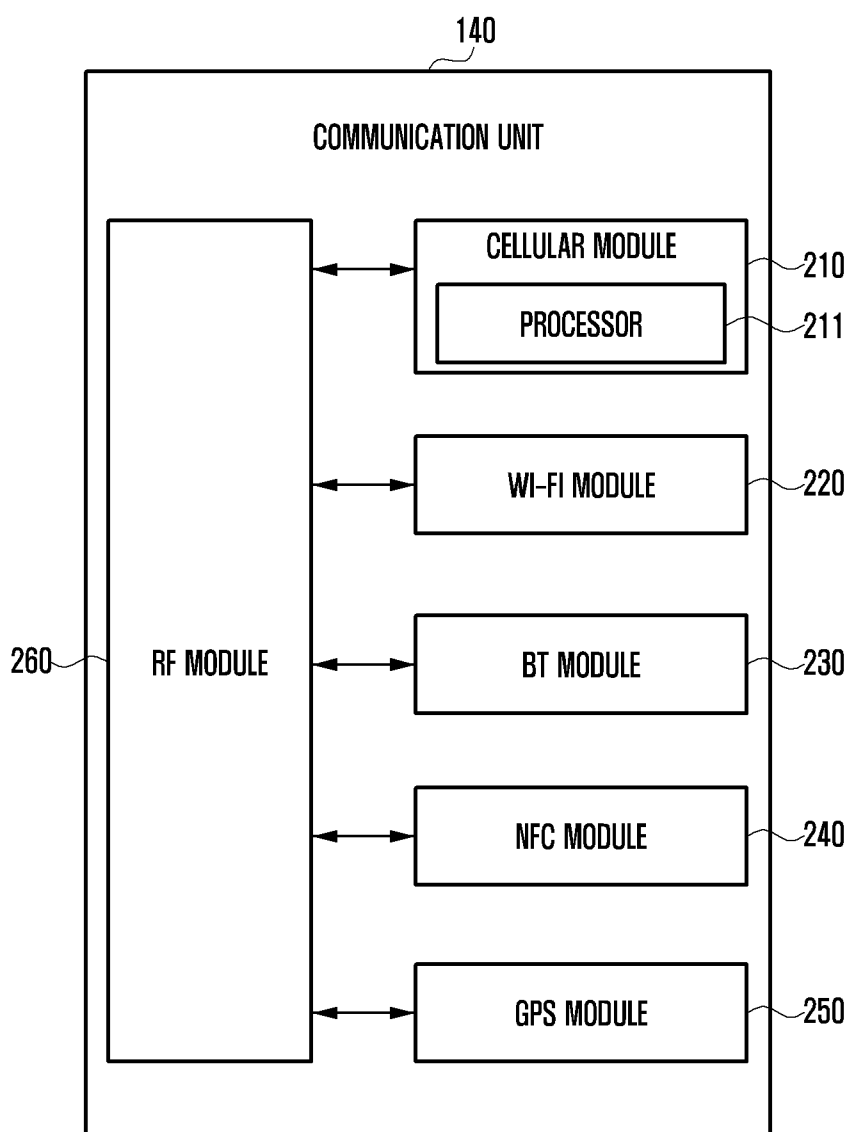 140
COMMUNICATION UNIT
CELLULAR MODULE
210
PROCESSOR
211
WI-FI MODULE
220
260
RF MODULE
BT MODULE
230
NFC MODULE
240
GPS MODULE
250